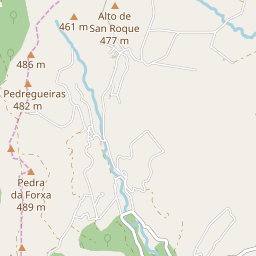 Alto de
San Roque
477 m
461 m
486 m
Pedregueiras
482 m
Pedra
da Forxa
489 m